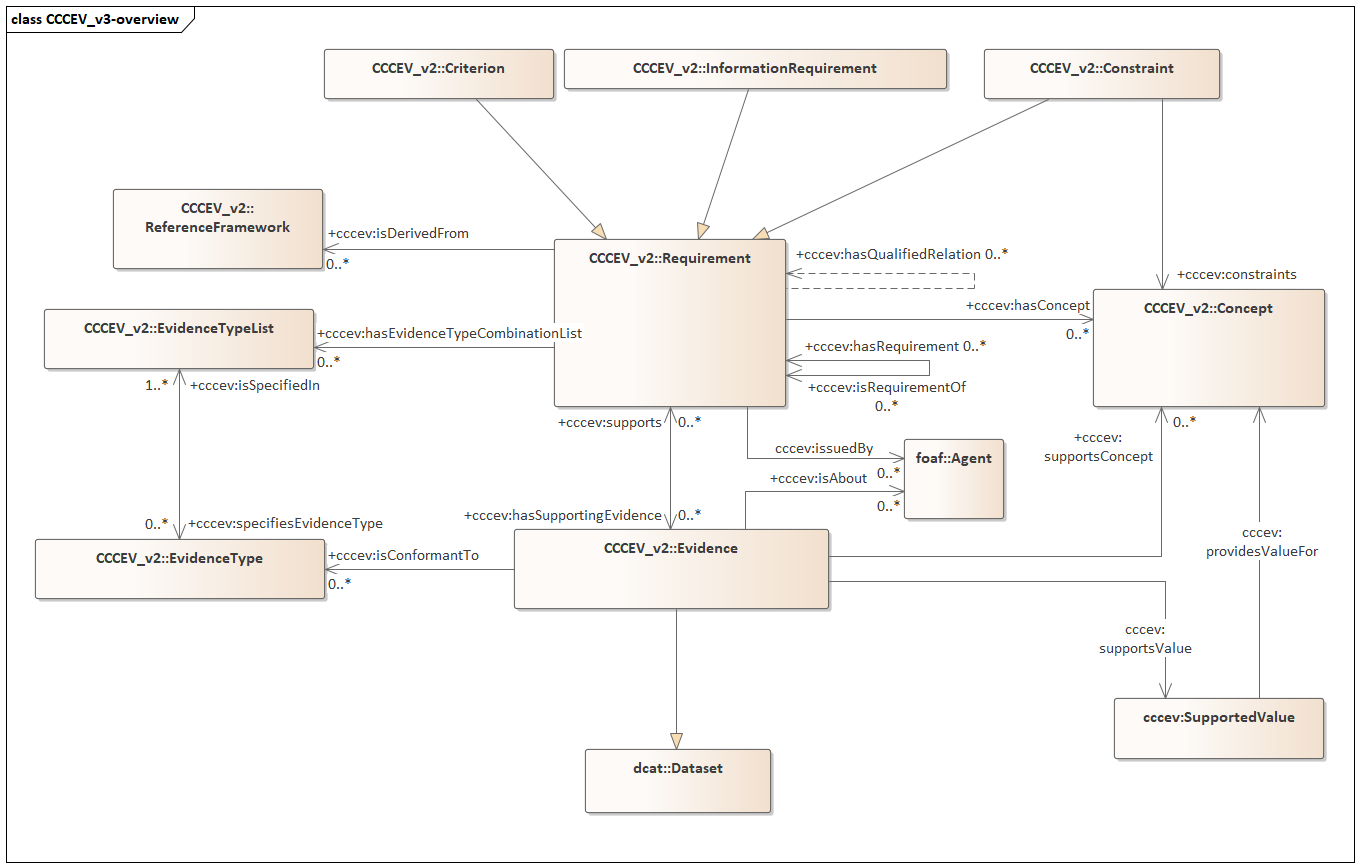 class CCCEV_v3-overview
CCCEV_v2::Criterion
CCCEV_v2::InformationRequirement
CCCEV_v2::Constraint
CCCEV_v2::
ReferenceFramework
+cccev:isDerivedFrom
0..*
CCCEV_v2::Requirement
+cccev:hasQualifiedRelation 0..*
+cccev:constraints
+cccev:hasConcept
0..*
CCCEV_v2::Concept
CCCEV_v2::EvidenceTypeList
+cccev:hasEvidenceTypeCombinationList
0..*
+cccev:hasRequirement 0..*
+cccev:isRequirementOf
0..*
1..*
+cccev:isSpecifiedIn
+cccev:supports
0..*
0..*
+cccev:
supportsConcept
cccev:issuedBy
0..*
foaf::Agent
+cccev:isAbout
0..*
0..*
+cccev:specifiesEvidenceType
+cccev:hasSupportingEvidence
0..*
cccev:
providesValueFor
CCCEV_v2::EvidenceType
+cccev:isConformantTo
0..*
CCCEV_v2::Evidence
cccev:
supportsValue
cccev:SupportedValue
dcat::Dataset